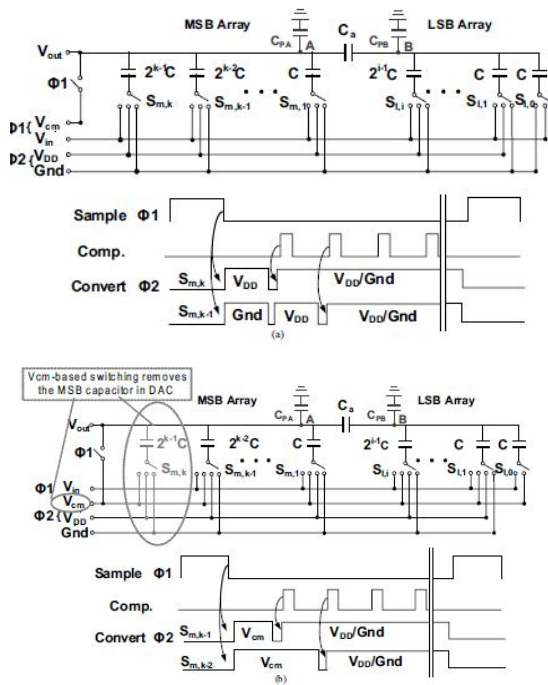 MSB Array
LSB Array
CPA A Ca CPB B
Vout
Φ1
2k-1C 2k-2C C 2i-1C C C
Sm,k Sm,k-1 Sm,1 Sl,i Sl,1 Sl,0
Φ1{ Vcm
Vin
Φ2{ VDD
Gnd
Sample Φ1
Comp.
Convert Φ2 Sm,k VDD VDD/Gnd
Sm,k-1 Gnd VDD VDD/Gnd
(a)
Vcm-based switching removes
the MSB capacitor in DAC
MSB Array
LSB Array
CPA A Ca CPB B
Vout
Φ1
2k-1C 2k-2C C 2i-1C C C
Sm,k Sm,k-1 Sm,1 Sl,i Sl,1 Sl,0
Φ1 Vin
Vcm
Φ2{ VDD
Gnd
Sample Φ1
Comp.
Convert Φ2 Sm,k-1 Vcm VDD/Gnd
Sm,k-2 Vcm VDD/Gnd
(b)